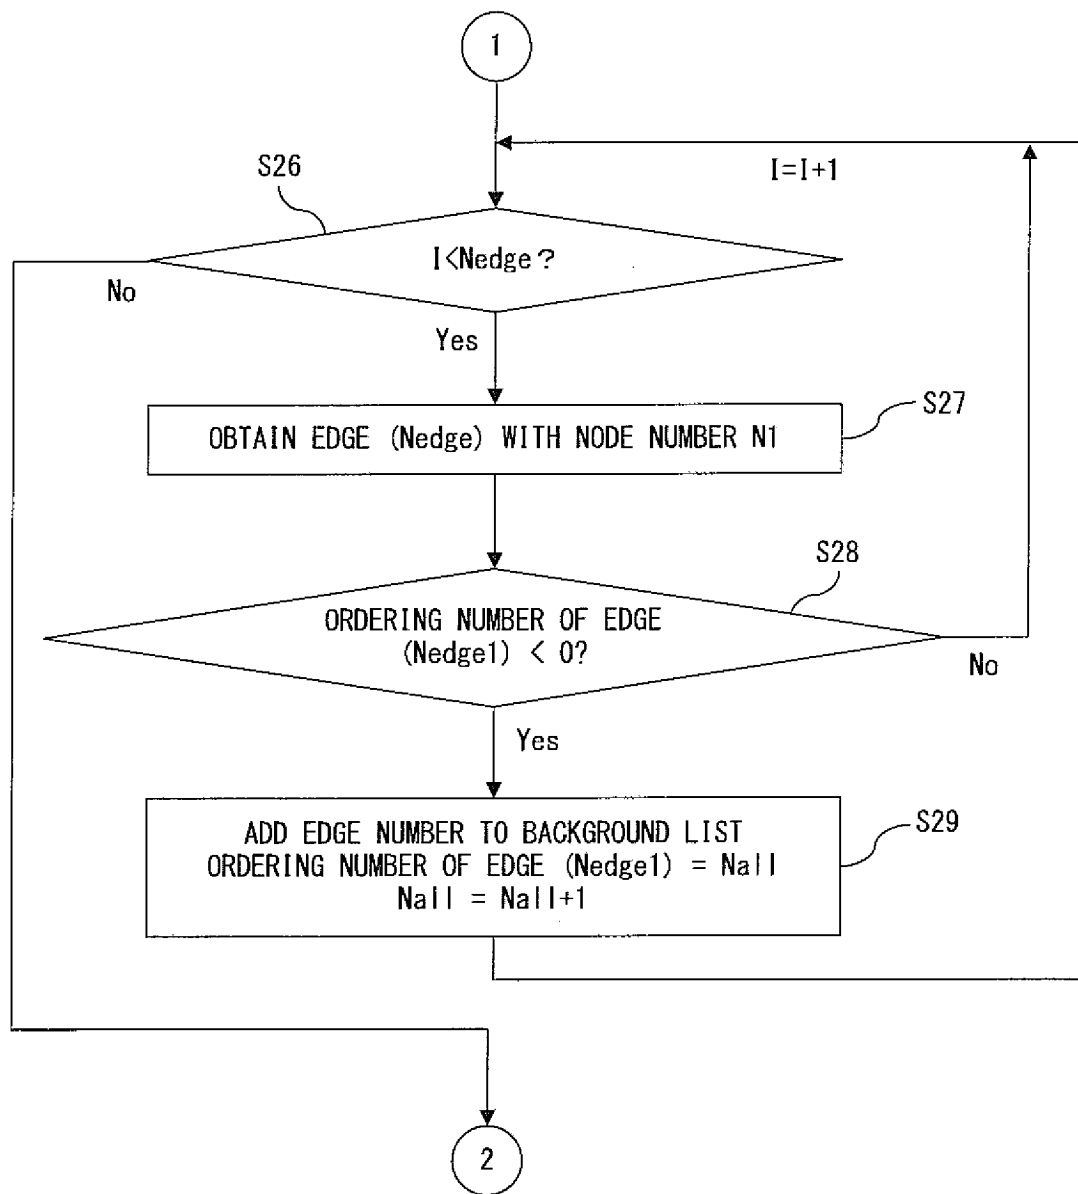 1
I=I+1
S26
I<Nedge?
No
Yes
S27
OBTAIN EDGE (Nedge) WITH NODE NUMBER N1
S28
ORDERING NUMBER OF EDGE
(Nedge1) < 0?
No
Yes
S29
ADD EDGE NUMBER TO BACKGROUND LIST
ORDERING NUMBER OF EDGE (Nedge1) = Nall
Nall = Nall+1
2